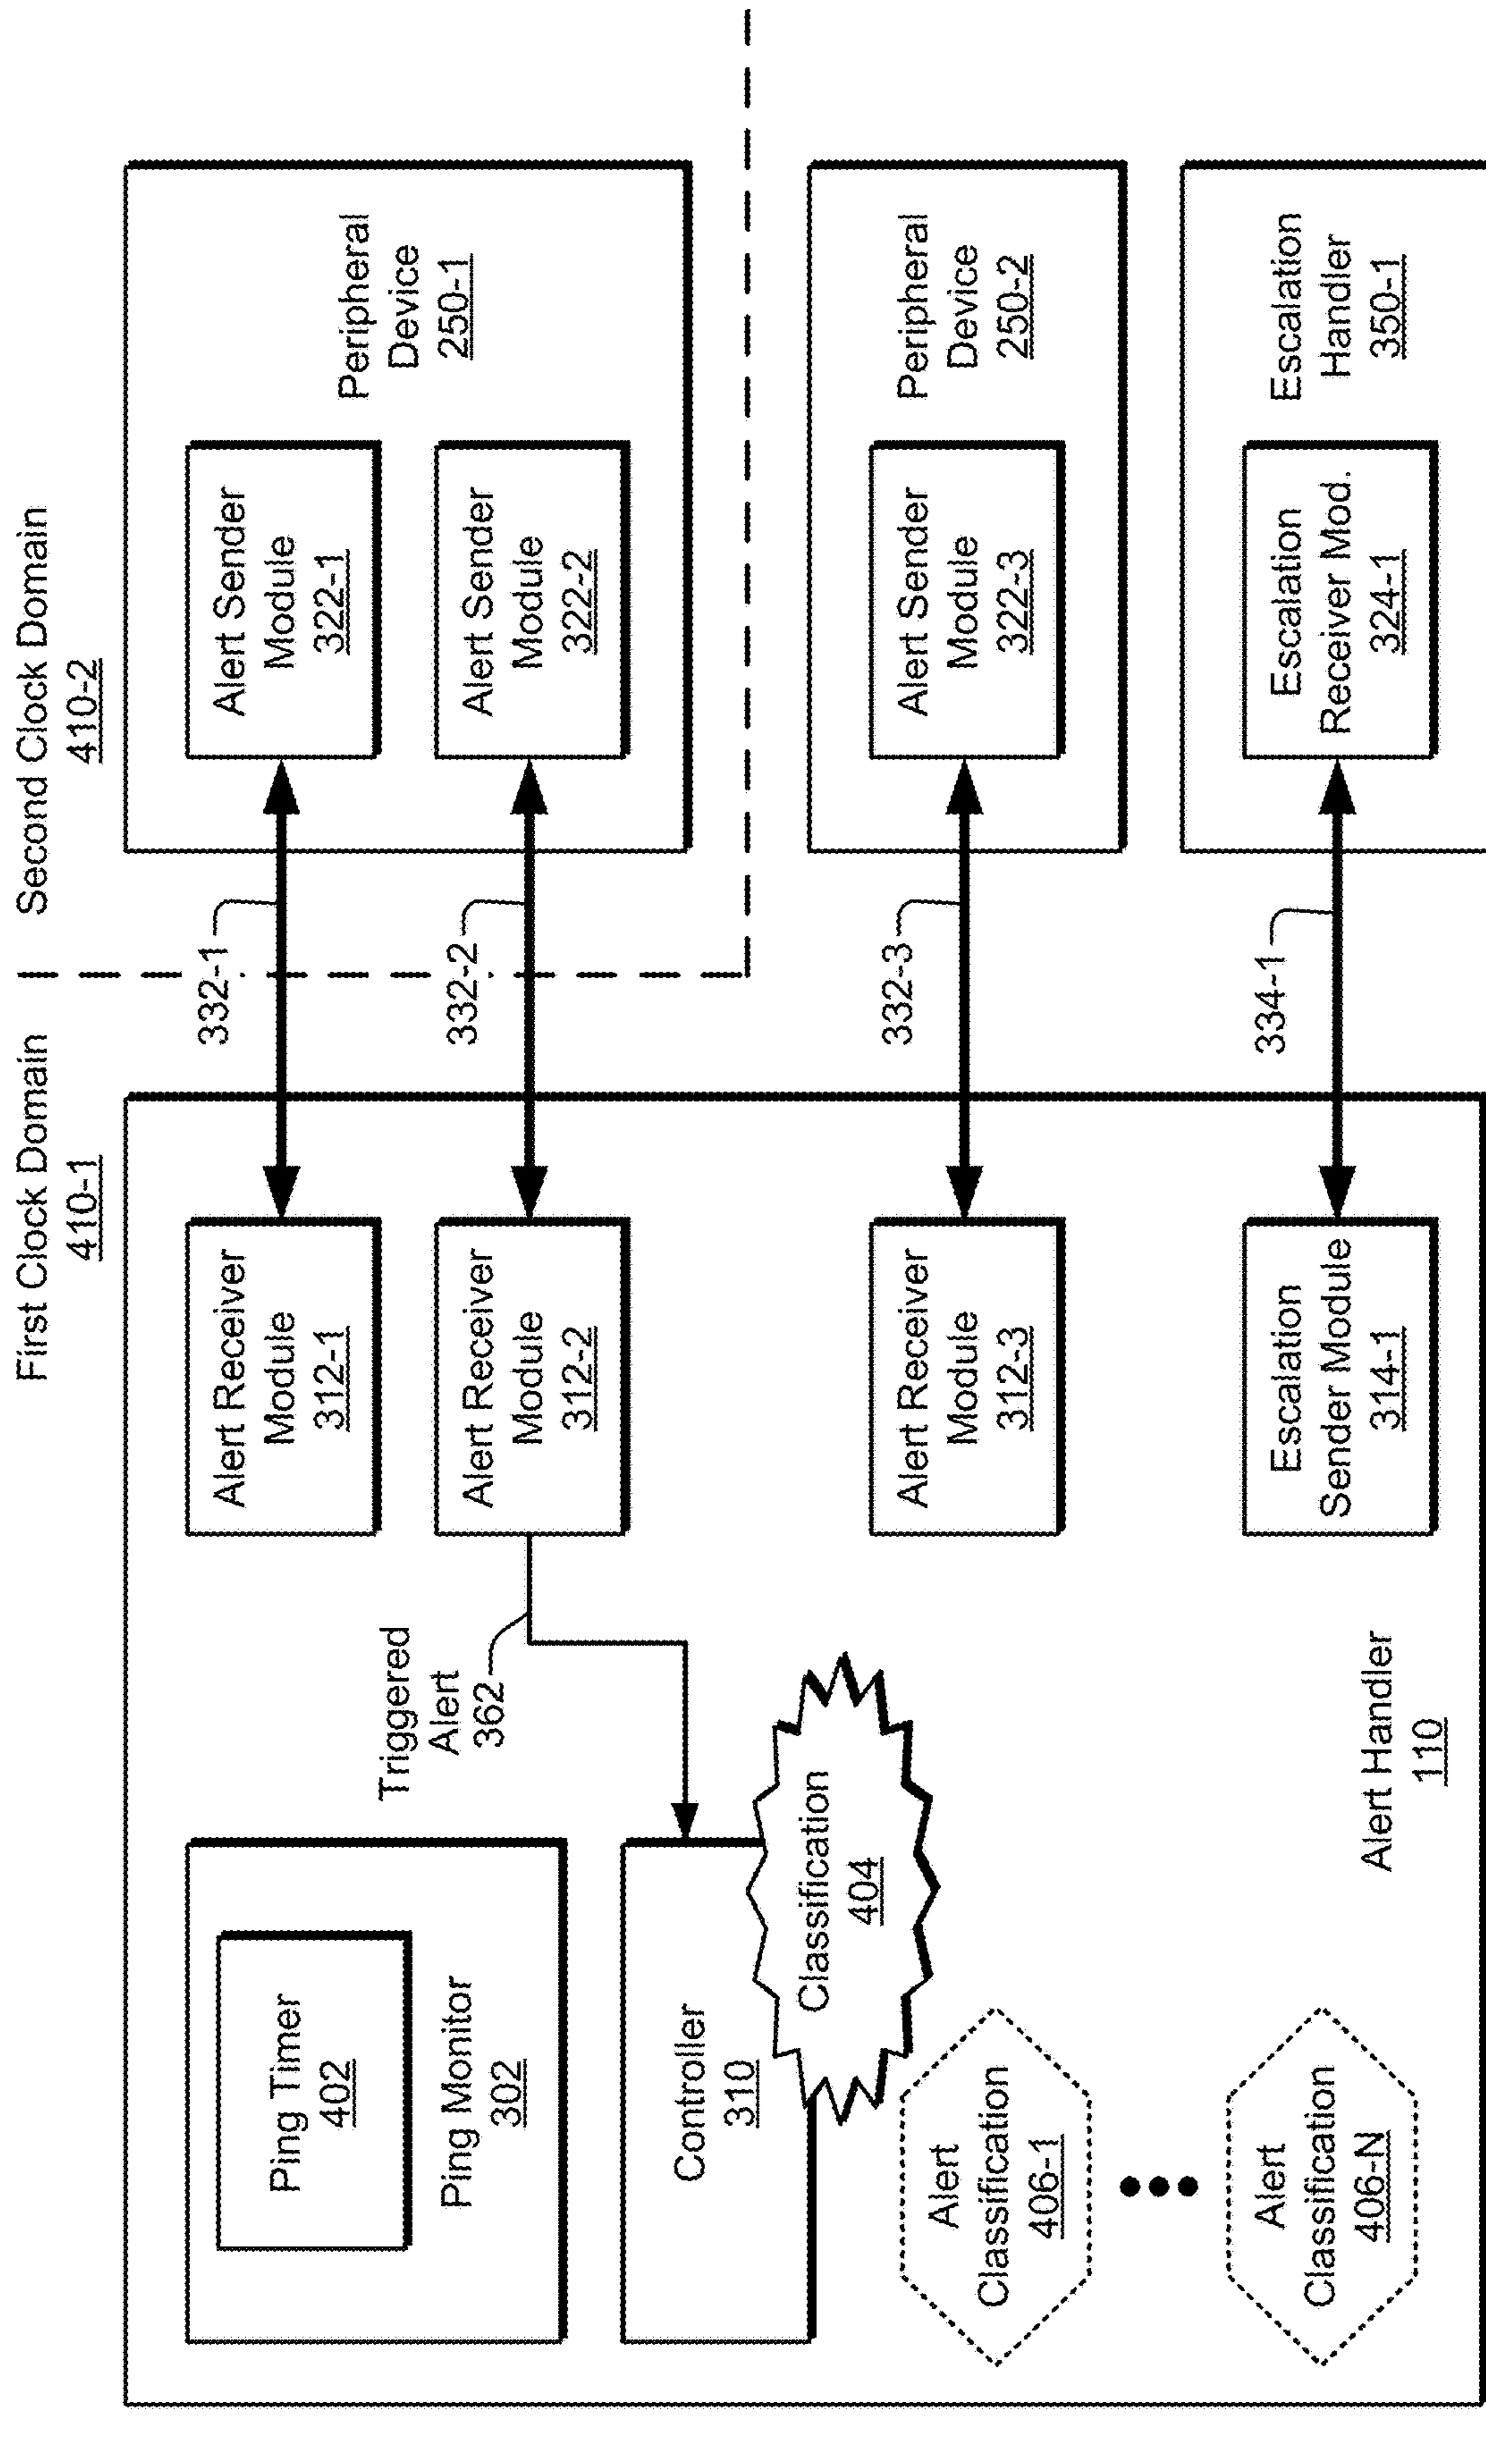 First Clock Domain
410-1
Second Clock Domain
410-2
Ping Timer
402
Ping Monitor
302
Triggered
Alert
362
Alert Receiver
Module
312-1
332-1
Alert Sender
Module
322-1
Alert Receiver
Module
312-2
332-2
Alert Sender
Module
322-2
Peripheral
Device
250-1
Controller
310
Classification
404
Alert Receiver
Module
312-3
332-3
Alert Sender
Module
322-3
Peripheral
Device
250-2
Alert
Classification
406-1
Alert
Classification
406-N
Alert Handler
110
Escalation
Sender Module
314-1
334-1
Escalation
Receiver Mod.
324-1
Escalation
Handler
350-1